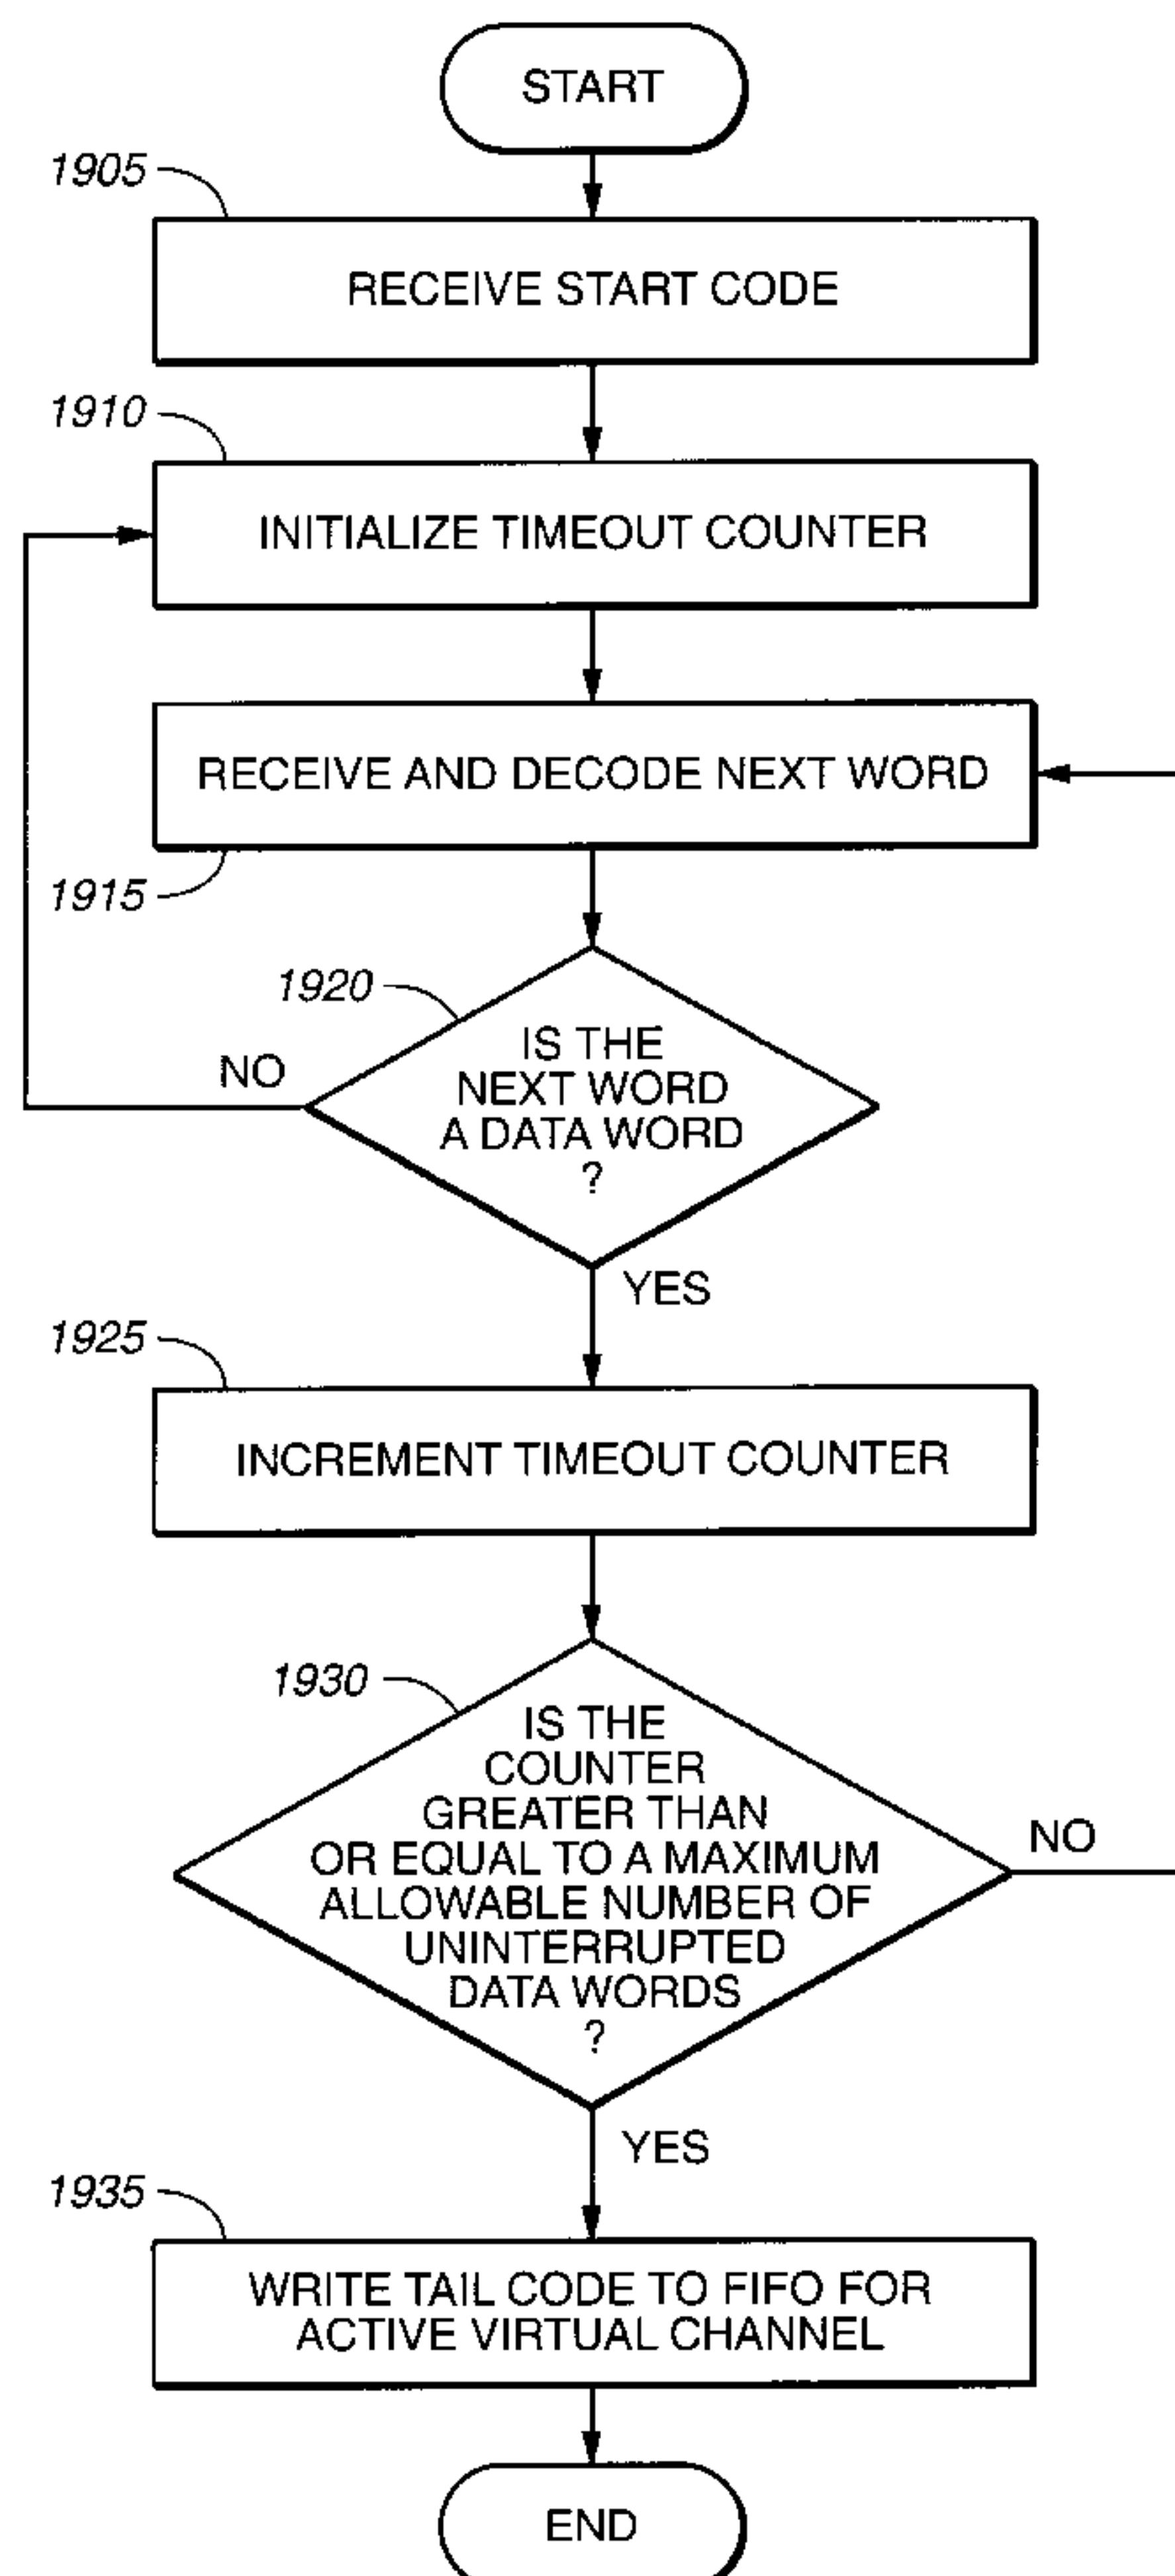 START
1905
RECEIVE START CODE
1910
INITIALIZE TIMEOUT COUNTER
RECEIVE AND DECODE NEXT WORD
1915
1920
IS THE
NEXT WORD
A DATA WORD
?
NO
YES
1925
INCREMENT TIMEOUT COUNTER
1930
IS THE
COUNTER
GREATER THAN
OR EQUAL TO A MAXIMUM
ALLOWABLE NUMBER OF
UNINTERRUPTED
DATA WORDS
?
NO
YES
1935
WRITE TAIL CODE TO FIFO FOR
ACTIVE VIRTUAL CHANNEL
END